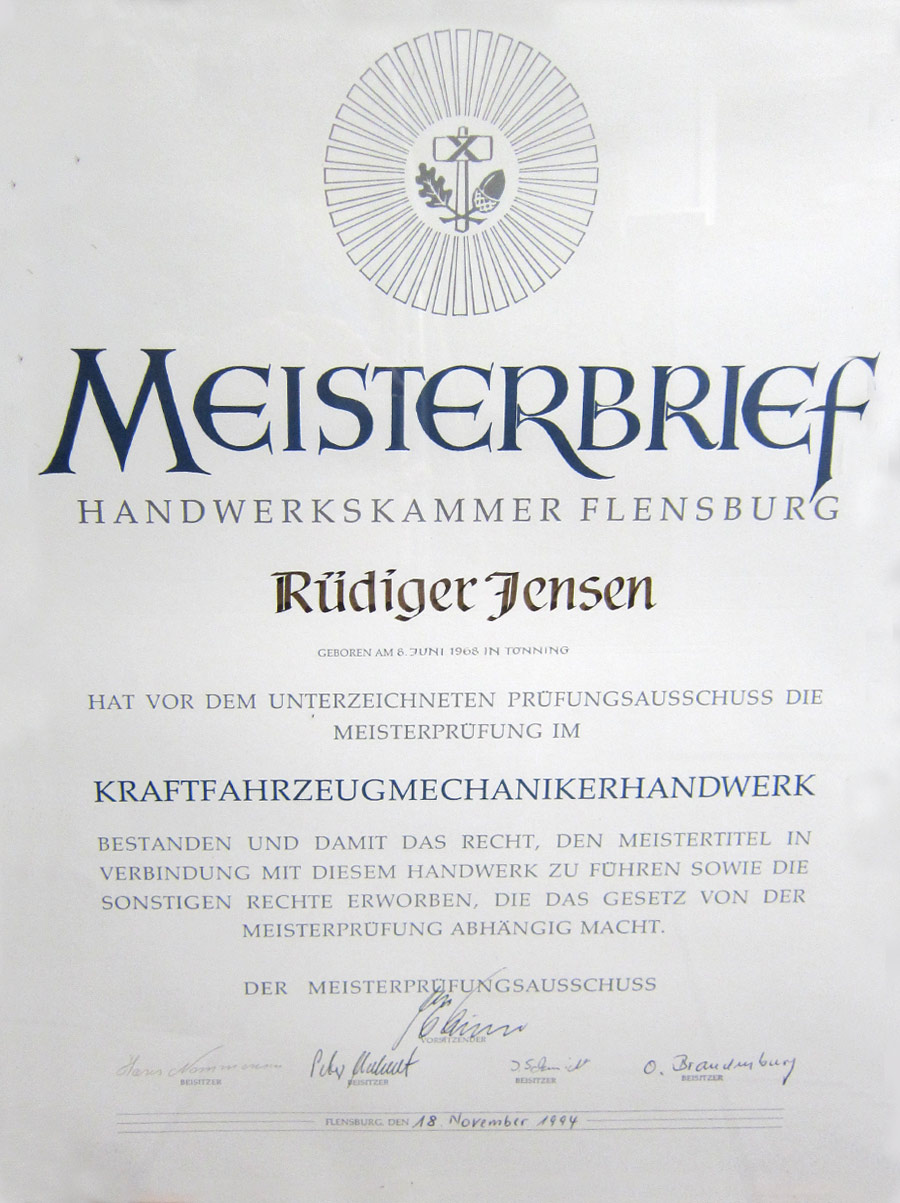 MEISTERBRIEF
HANDWERKSKAMMER FLENSBURG
Rüdiger Jensen
GEBOREN AM 8. JUNI 1968 IN TÖNNING
HAT VOR DEM UNTERZEICHNETEN PRÜFUNGSAUSSCHUSS DIE
MEISTERPRÜFUNG IM
KRAFTFAHRZEUGMECHANIKERHANDWERK
BESTANDEN UND DAMIT DAS RECHT, DEN MEISTERTITEL IN
VERBINDUNG MIT DIESEM HANDWERK ZU FÜHREN SOWIE DIE
SONSTIGEN RECHTE ERWORBEN, DIE DAS GESETZ VON DER
MEISTERPRÜFUNG ABHÄNGIG MACHT.
DER MEISTERPRÜFUNGSAUSSCHUSS
VORSITZENDER
Hans Peter J. Schmidt O. Brandenburg
BEISITZER BEISITZER BEISITZER BEISITZER
FLENSBURG, DEN 18. November 1994